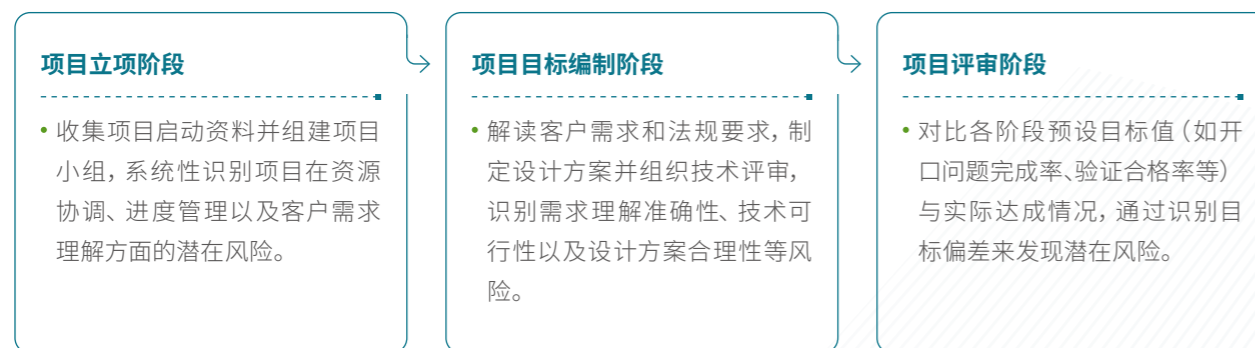 项目立项阶段
• 收集项目启动资料并组建项目
小组，系统性识别项目在资源
协调、进度管理以及客户需求
理解方面的潜在风险。
项目目标编制阶段
• 解读客户需求和法规要求，制
定设计方案并组织技术评审，
识别需求理解准确性、技术可
行性以及设计方案合理性等风
险。
项目评审阶段
• 对比各阶段预设目标值（如开
口问题完成率、验证合格率等）
与实际达成情况，通过识别目
标偏差来发现潜在风险。